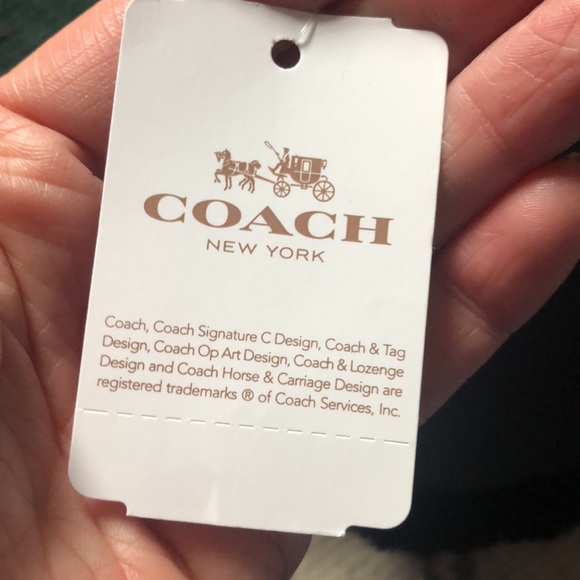 COACH
NEW YORK
Coach, Coach Signature C Design, Coach & Tag
Design, Coach Op Art Design, Coach & Lozenge
Design and Coach Horse & Carriage Design are
registered trademarks ® of Coach Services, Inc.